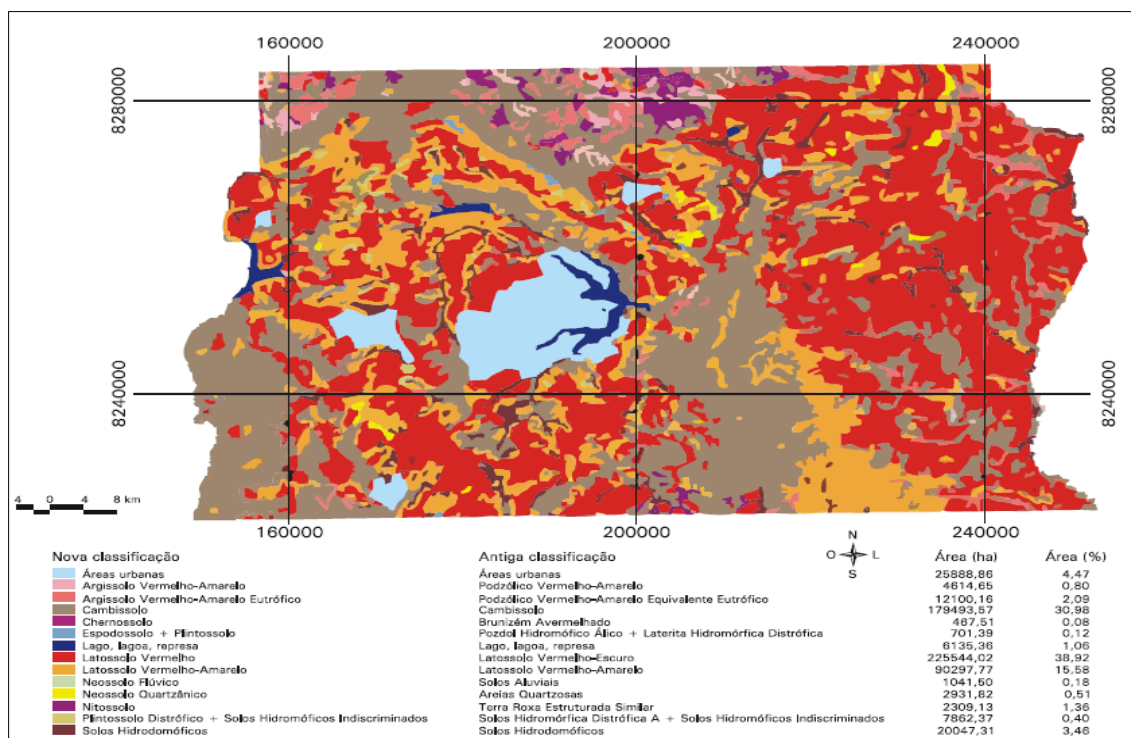 160000 200000 240000
8280000 8280000
8240000 8240000
4 0 4 8 km
160000 200000 240000
Nova classificação Antiga classificação N O L S Área (ha) Área (%)
Áreas urbanas Áreas urbanas 25888,86 4,47
Argissolo Vermelho-Amarelo Podzólico Vermelho-Amarelo 4614,65 0,80
Argissolo Vermelho-Amarelo Eutrófico Podzólico Vermelho-Amarelo Equivalente Eutrófico 12100,16 2,09
Cambissolo Cambissolo 179493,57 30,98
Chernossolo Brunizém Avermelhado 467,51 0,08
Espodossolo + Plintossolo Pozdol Hidromófico Álico + Laterita Hidromórfica Distrófica 701,39 0,12
Lago, lagoa, represa Lago, lagoa, represa 6135,36 1,06
Latossolo Vermelho Latossolo Vermelho-Escuro 225544,02 38,92
Latossolo Vermelho-Amarelo Latossolo Vermelho-Amarelo 90297,77 15,58
Neossolo Flúvico Solos Aluviais 1041,50 0,18
Neossolo Quartzânico Areias Quartzosas 2931,82 0,51
Nitossolo Terra Roxa Estruturada Similar 2309,13 1,36
Plintossolo Distrófico + Solos Hidromóficos Indiscriminados Solos Hidromórfica Distrófica A + Solos Hidromóficos Indiscriminados 7862,37 0,40
Solos Hidrodomóficos Solos Hidrodomóficos 20047,31 3,46